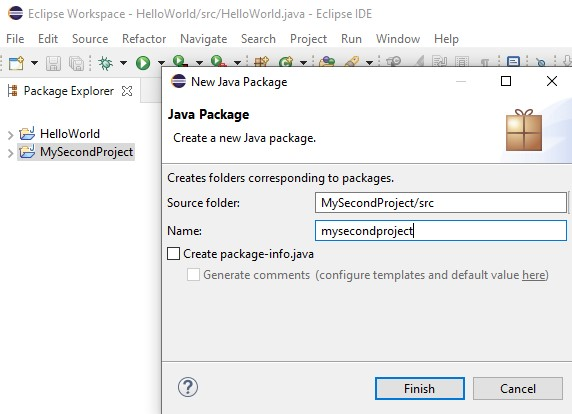 Eclipse Workspace - HelloWorld/src/HelloWorld.java - Eclipse IDE
File Edit Source Refactor Navigate Search Project Run Window Help
Package Explorer
New Java Package
HelloWorld
MySecondProject
Java Package
Create a new Java package.
Creates folders corresponding to packages.
Source folder: MySecondProject/src
Name: mysecondproject
Create package-info.java
Generate comments (configure templates and default value here)
?
Finish Cancel